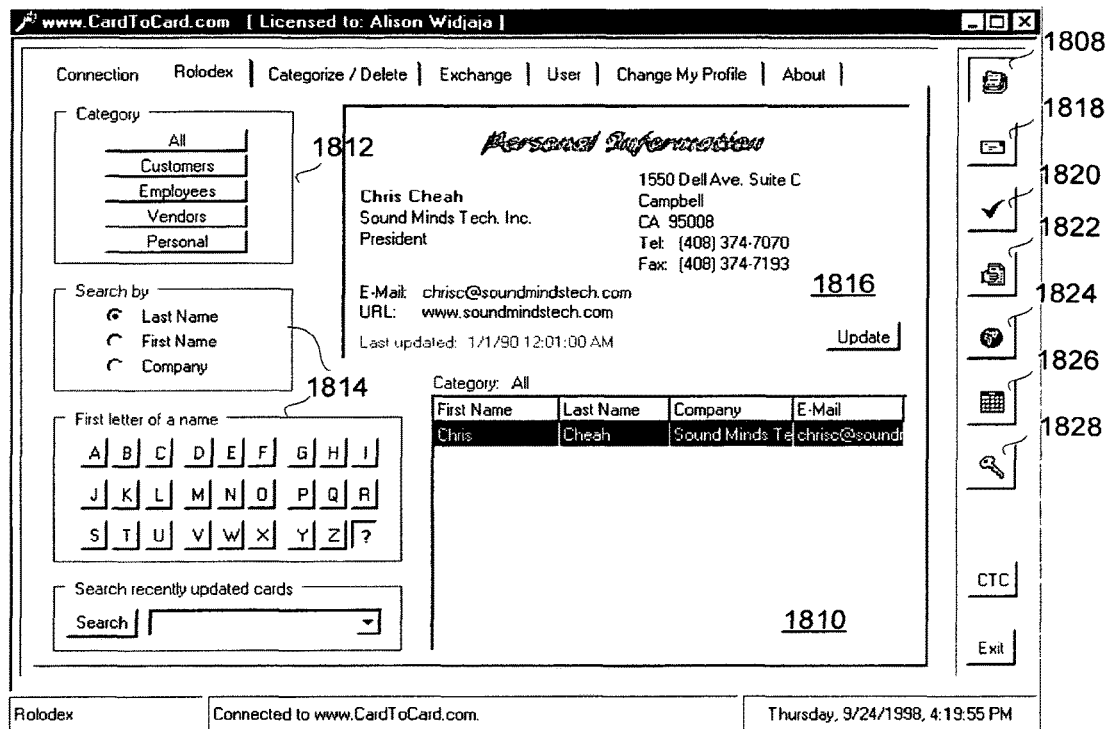 www.CardToCard.com [ Licensed to: Alison Widjaja ]
Connection Rolodex Categorize / Delete Exchange User Change My Profile About
1808
1818
1820
1822
1824
1826
1828
Category
All
Customers
Employees
Vendors
Personal
1812
Search by
Last Name
First Name
Company
1814
First letter of a name
A B C D E F G H I
J K L M N O P Q R
S T U V W X Y Z ?
Search recently updated cards
Search
Personal Information
Chris Cheah
Sound Minds Tech. Inc.
President
1550 Dell Ave. Suite C
Campbell
CA 95008
Tel: (408) 374-7070
Fax: (408) 374-7193
1816
E-Mail: chrisc@soundmindstech.com
URL: www.soundmindstech.com
Last updated: 1/1/90 12:01:00 AM
Update
Category: All
First Name Last Name Company E-Mail
Chris Cheah Sound Minds Te chrisc@soundr
1810
CTC
Exit
Rolodex Connected to www.CardToCard.com. Thursday, 9/24/1998, 4:19:55 PM